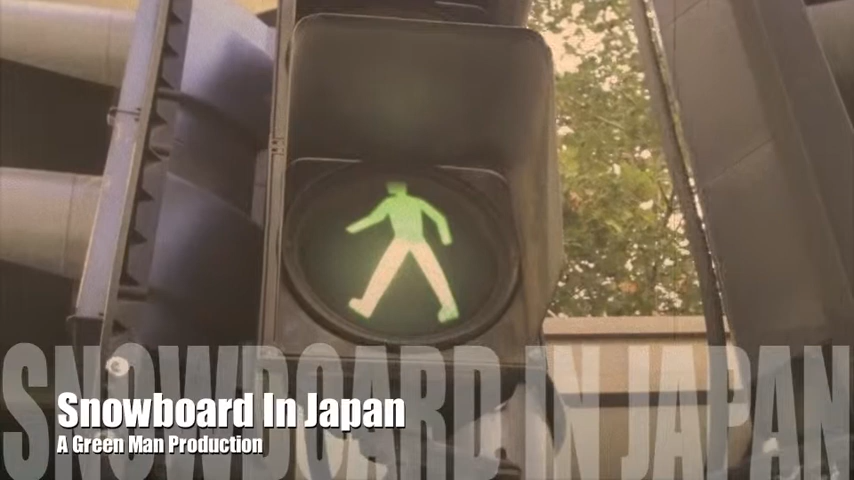 SNOWBOARD IN JAPAN
Snowboard In Japan
A Green Man Production